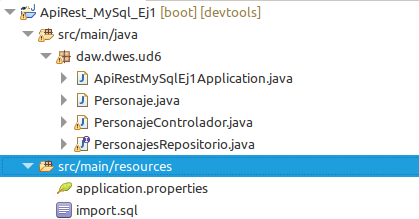 ApiRest_MySql_Ej1 [boot] [devtools]
src/main/java
daw.dwes.ud6
ApiRestMySqlEj1Application.java
Personaje.java
PersonajeControlador.java
PersonajesRepositorio.java
src/main/resources
application.properties
import.sql